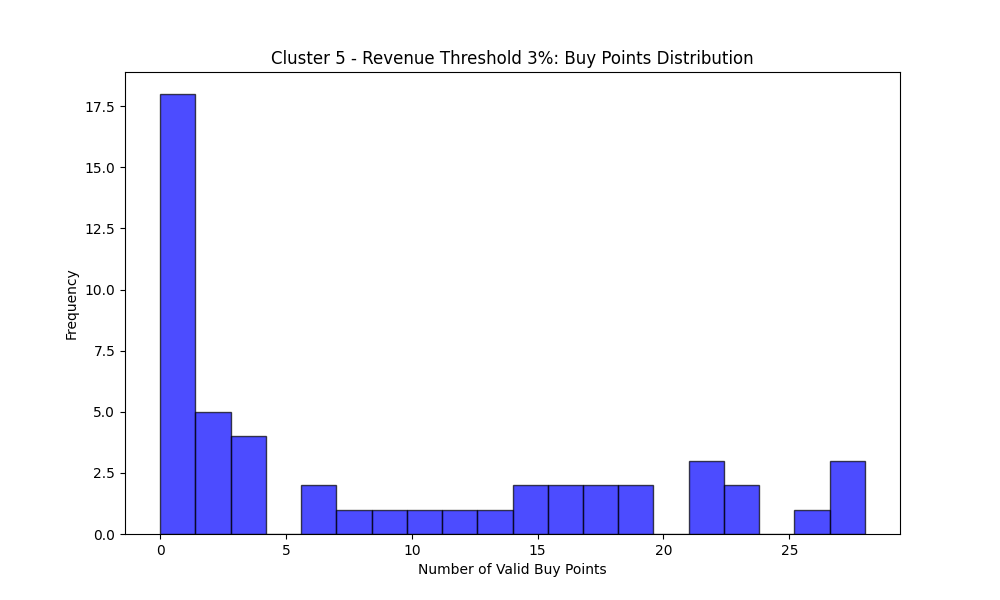 Cluster 5 - Revenue Threshold 3%: Buy Points Distribution
17.5
15.0
12.5
10.0
7.5
5.0
2.5
0.0
Frequency
0 5 10 15 20 25
Number of Valid Buy Points